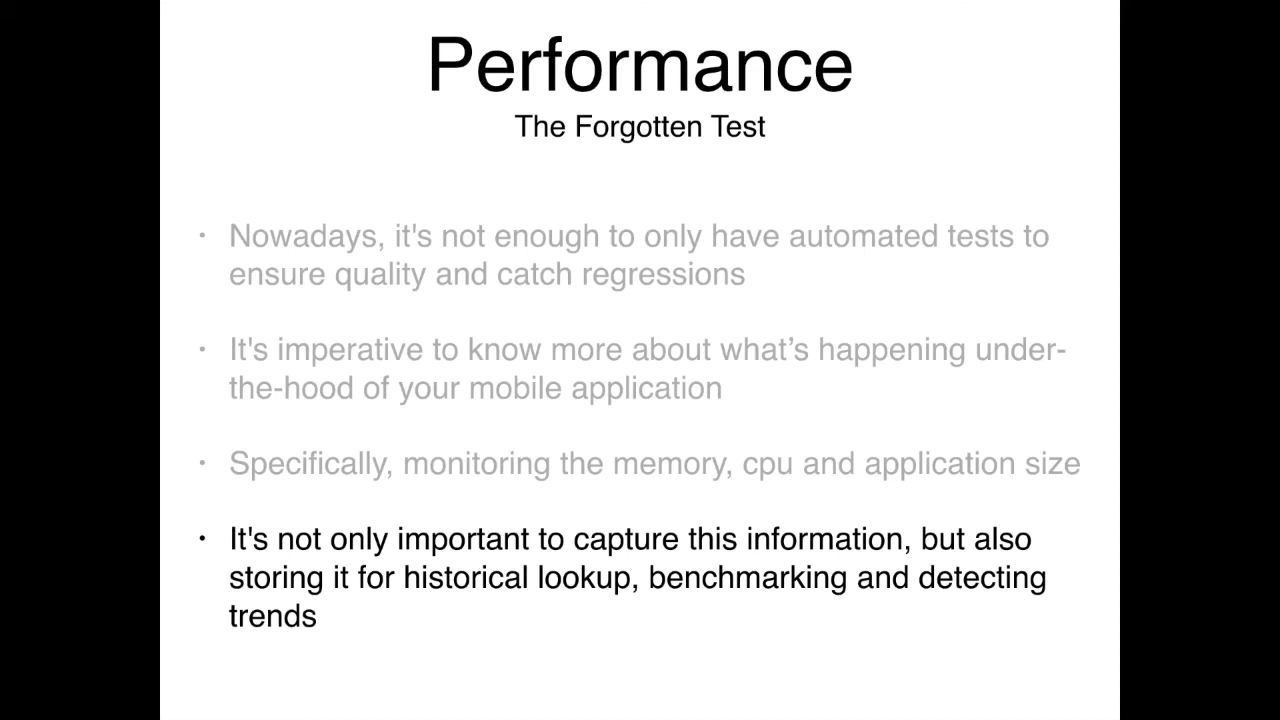 Performance
The Forgotten Test
• Nowadays, it's not enough to only have automated tests to
ensure quality and catch regressions
• It's imperative to know more about what’s happening under-
the-hood of your mobile application
• Specifically, monitoring the memory, cpu and application size
• It's not only important to capture this information, but also
storing it for historical lookup, benchmarking and detecting
trends